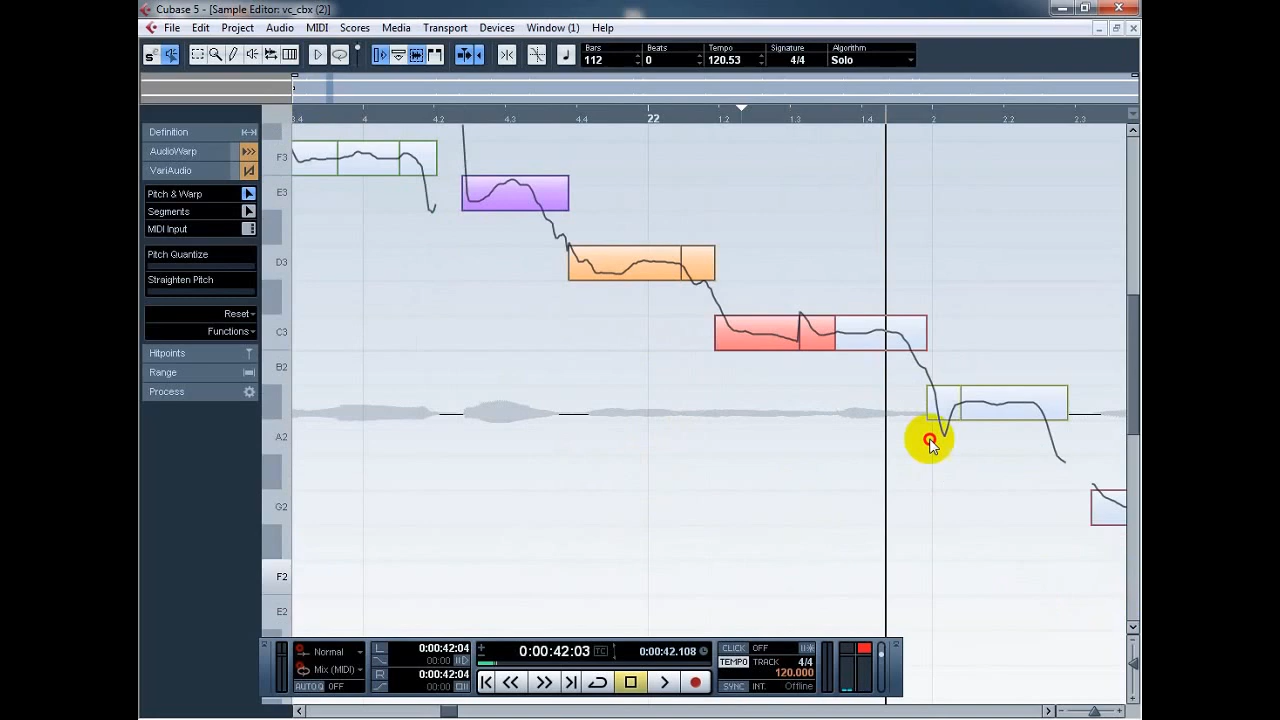 Cubase 5 - [Sample Editor: vc_cbx (2)]
File Edit Project Audio MIDI Scores Media Transport Devices Window (1) Help
Bars Beats Tempo Signature Algorithm
112 0 120.53 4/4 Solo
3.4 4 4.2 4.3 4.4 22 1.2 1.3 1.4 2 2.2 2.3
Definition
AudioWarp
VariAudio
Pitch & Warp
Segments
MIDI Input
Pitch Quantize
Straighten Pitch
Reset
Functions
Hitpoints
Range
Process
F3
E3
D3
C3
B2
A2
G2
F2
E2
Normal
Mix (MIDI)
AUTO Q OFF
L 0:00:42:04
00:00
R 0:00:42:04
00:00
0:00:42:03 TC 0:00:42.108
CLICK OFF
TEMPO TRACK 4/4
120.000
SYNC INT. Offline